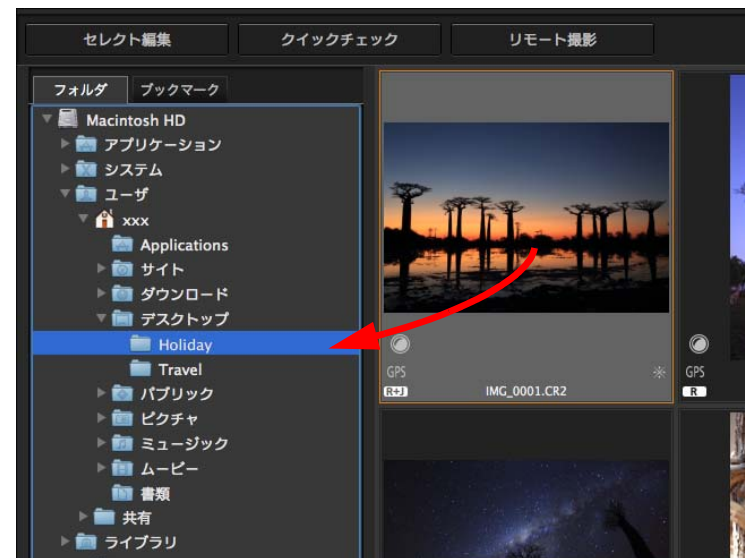 セレクト編集 クイックチェック リモート撮影
フォルダ ブックマーク
Macintosh HD
アプリケーション
システム
ユーザ
xxx
Applications
サイト
ダウンロード
デスクトップ
Holiday
Travel
パブリック
ピクチャ
ミュージック
ムービー
書類
共有
ライブラリ
GPS
R+J
IMG_0001.CR2
GPS
R